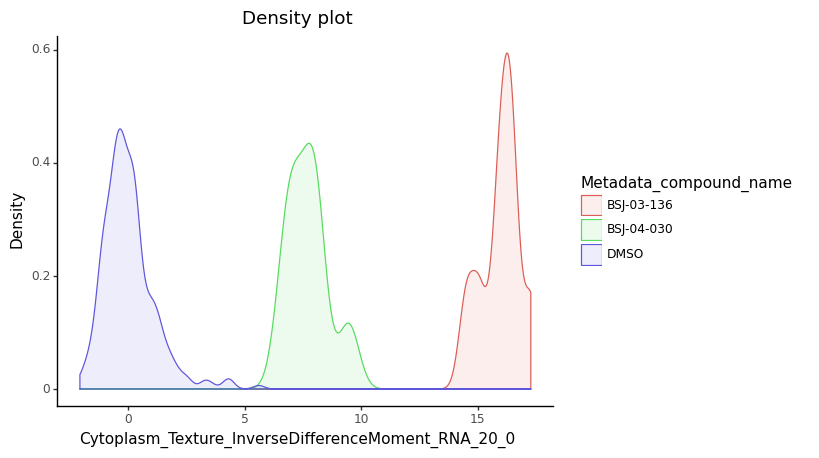 Density plot
0.6
0.4
0.2
0
Density
0
5
10
15
Cytoplasm_Texture_InverseDifferenceMoment_RNA_20_0
Metadata_compound_name
BSJ-03-136
BSJ-04-030
DMSO